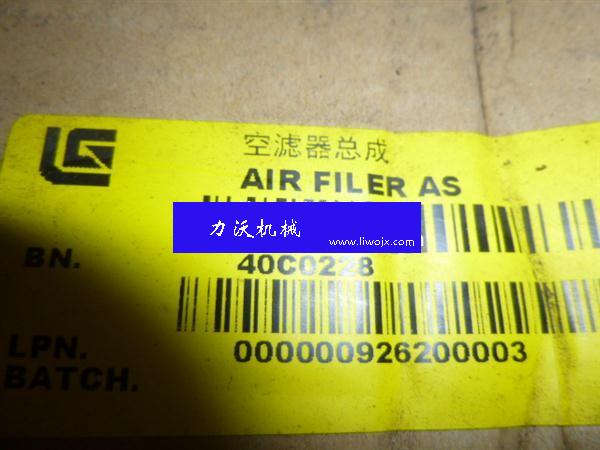 空滤器总成
AIR FILER AS
力沃机械
www.liwojx.com
BN.
40C0228
LPN.
000000926200003
BATCH.